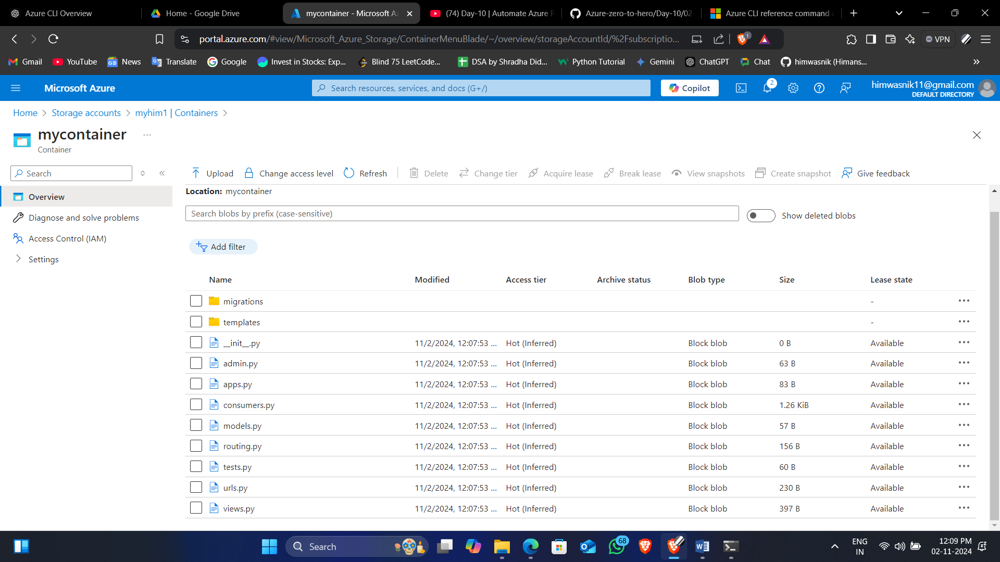 Azure CLI Overview
Home - Google Drive
mycontainer - Microsoft Az
(74) Day-10 | Automate Azure R
Azure-zero-to-hero/Day-10/02-
Azure CLI reference command a
portal.azure.com/#view/Microsoft_Azure_Storage/ContainerMenuBlade/~/overview/storageAccountId/%2Fsubscriptio...
1
VPN
Gmail
YouTube
News
Translate
Google
Invest in Stocks: Exp...
Blind 75 LeetCode...
DSA by Shradha Did...
Python Tutorial
Gemini
ChatGPT
Chat
himwasnik (Himans...
Microsoft Azure
Search resources, services, and docs (G+/)
Copilot
2
himwasnik11@gmail.com
DEFAULT DIRECTORY
Home > Storage accounts > myhim1 | Containers >
mycontainer ...
Container
Search
Upload
Change access level
Refresh
Delete
Change tier
Acquire lease
Break lease
View snapshots
Create snapshot
Give feedback
Overview
Diagnose and solve problems
Access Control (IAM)
Settings
Location: mycontainer
Search blobs by prefix (case-sensitive)
Show deleted blobs
Add filter
Name Modified Access tier Archive status Blob type Size Lease state
migrations -
templates -
__init__.py 11/2/2024, 12:07:53 ... Hot (Inferred) Block blob 0 B Available
admin.py 11/2/2024, 12:07:53 ... Hot (Inferred) Block blob 63 B Available
apps.py 11/2/2024, 12:07:53 ... Hot (Inferred) Block blob 83 B Available
consumers.py 11/2/2024, 12:07:53 ... Hot (Inferred) Block blob 1.26 KiB Available
models.py 11/2/2024, 12:07:53 ... Hot (Inferred) Block blob 57 B Available
routing.py 11/2/2024, 12:07:53 ... Hot (Inferred) Block blob 156 B Available
tests.py 11/2/2024, 12:07:53 ... Hot (Inferred) Block blob 60 B Available
urls.py 11/2/2024, 12:07:53 ... Hot (Inferred) Block blob 230 B Available
views.py 11/2/2024, 12:07:53 ... Hot (Inferred) Block blob 397 B Available
Search
68
ENG
IN
12:09 PM
02-11-2024